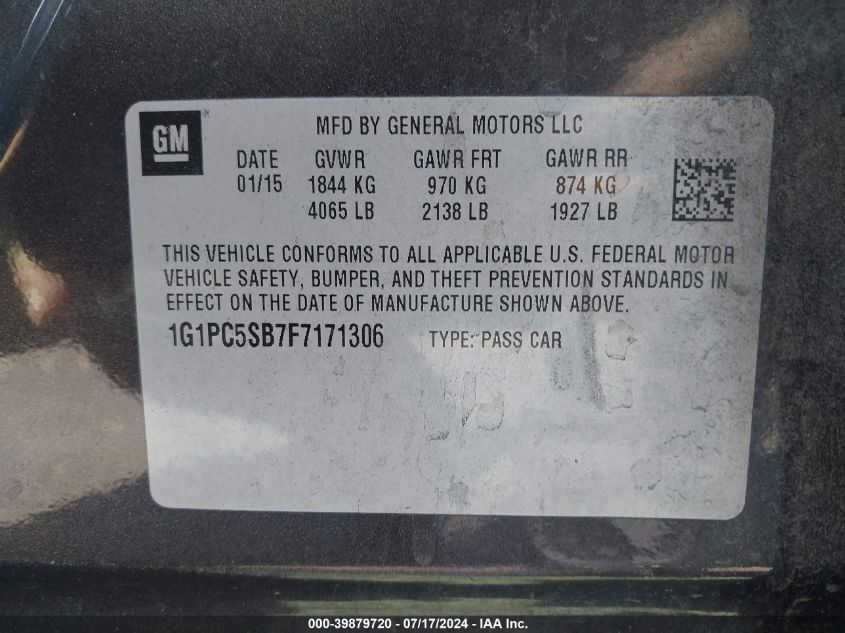 GM ®
MFD BY GENERAL MOTORS LLC
DATE GVWR GAWR FRT GAWR RR
01/15 1844 KG 970 KG 874 KG
4065 LB 2138 LB 1927 LB
THIS VEHICLE CONFORMS TO ALL APPLICABLE U.S. FEDERAL MOTOR
VEHICLE SAFETY, BUMPER, AND THEFT PREVENTION STANDARDS IN
EFFECT ON THE DATE OF MANUFACTURE SHOWN ABOVE.
1G1PC5SB7F7171306 TYPE: PASS CAR
000-39879720 - 07/17/2024 - IAA Inc.